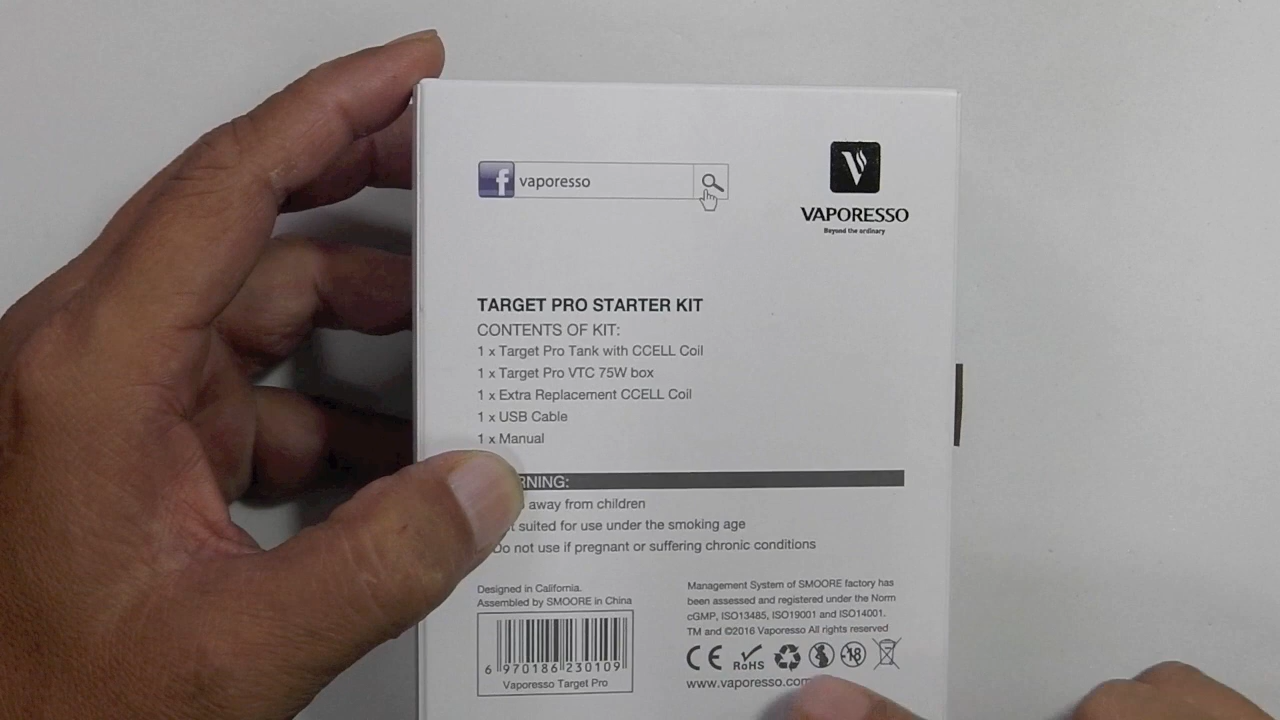 f vaporesso
VAPORESSO
Beyond the ordinary
TARGET PRO STARTER KIT
CONTENTS OF KIT:
1 x Target Pro Tank with CCELL Coil
1 x Target Pro VTC 75W box
1 x Extra Replacement CCELL Coil
1 x USB Cable
1 x Manual
RNING:
away from children
suited for use under the smoking age
Do not use if pregnant or suffering chronic conditions
Designed in California.
Assembled by SMOORE in China
6 970186 230109
Vaporesso Target Pro
Management System of SMOORE factory has
been assessed and registered under the Norm
cGMP, ISO13485, ISO19001 and ISO14001.
TM and ©2016 Vaporesso All rights reserved
CE RoHS -18
www.vaporesso.com